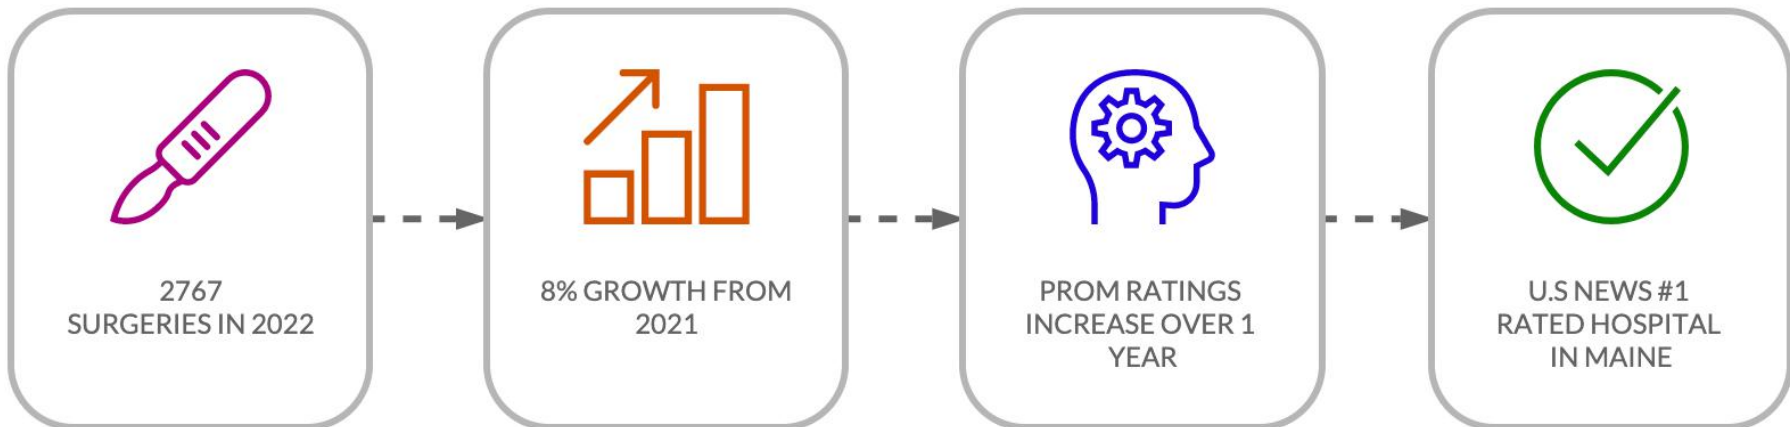 2767
SURGERIES IN 2022
8% GROWTH FROM
2021
PROM RATINGS
INCREASE OVER 1
YEAR
U.S NEWS #1
RATED HOSPITAL
IN MAINE